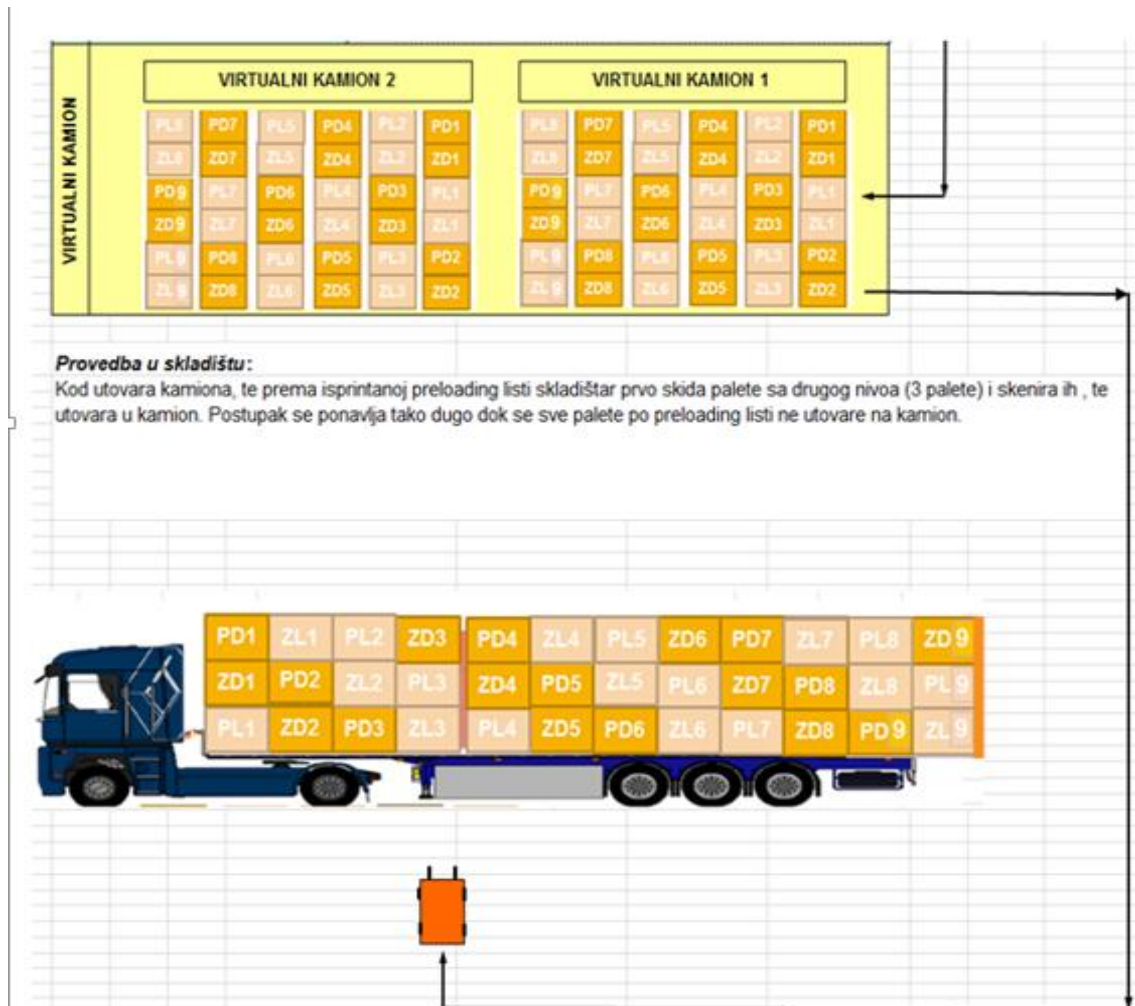 VIRTUALNI KAMION
VIRTUALNI KAMION 2
PL8 PD7 PL5 PD4 PL2 PD1
ZL8 ZD7 ZL5 ZD4 ZL2 ZD1
PD9 PL7 PD6 PL4 PD3 PL1
ZD9 ZL7 ZD6 ZL4 ZD3 ZL1
PL9 PD8 PL6 PD5 PL3 PD2
ZL9 ZD8 ZL6 ZD5 ZL3 ZD2
VIRTUALNI KAMION 1
PL8 PD7 PL5 PD4 PL2 PD1
ZL8 ZD7 ZL5 ZD4 ZL2 ZD1
PD9 PL7 PD6 PL4 PD3 PL1
ZD9 ZL7 ZD6 ZL4 ZD3 ZL1
PL9 PD8 PL6 PD5 PL3 PD2
ZL9 ZD8 ZL6 ZD5 ZL3 ZD2
Provedba u skladištu:
Kod utovara kamiona, te prema isprintanoj preloading listi skladištar prvo skida palete sa drugog nivoa (3 palete) i skenira ih , te
utovara u kamion. Postupak se ponavlja tako dugo dok se sve palete po preloading listi ne utovare na kamion.
PD1 ZL1 PL2 ZD3 PD4 ZL4 PL5 ZD6 PD7 ZL7 PL8 ZD9
ZD1 PD2 ZL2 PL3 ZD4 PD5 ZL5 PL6 ZD7 PD8 ZL8 PL9
PL1 ZD2 PD3 ZL3 PL4 ZD5 PD6 ZL6 PL7 ZD8 PD9 ZL9